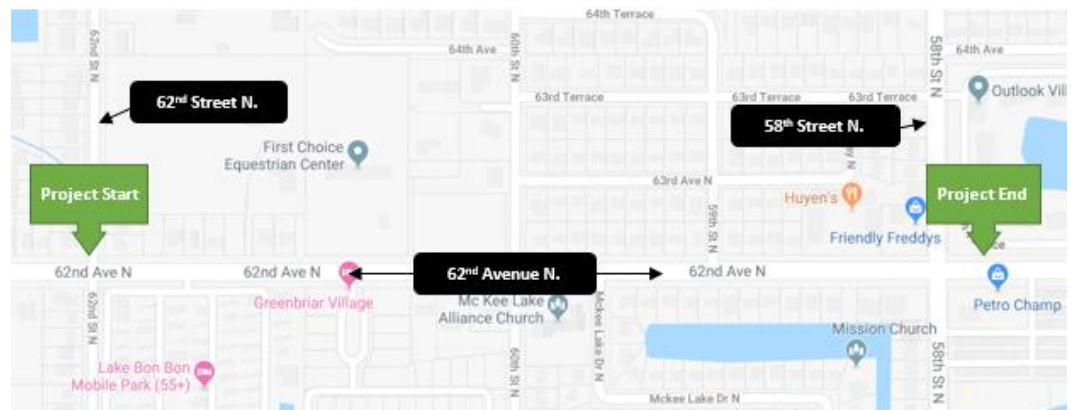 64th Terrace
62nd St N
64th Ave
60th St N
58th St N
64th Ave
62nd Street N.
63rd Terrace
63rd Terrace
63rd Terrace
Outlook Vill
58th Street N.
First Choice
Equestrian Center
63rd Ave N
Project Start
Huyen's
Project End
59th St N
Friendly Freddys
62nd Ave N
62nd Ave N
62nd Avenue N.
62nd Ave N
Greenbriar Village
Mc Kee Lake
Alliance Church
Petro Champ
62nd St N
Mckee Lake Dr N
Mission Church
60th St N
58th St N
Lake Bon Bon
Mobile Park (55+)
Mckee Lake Dr N